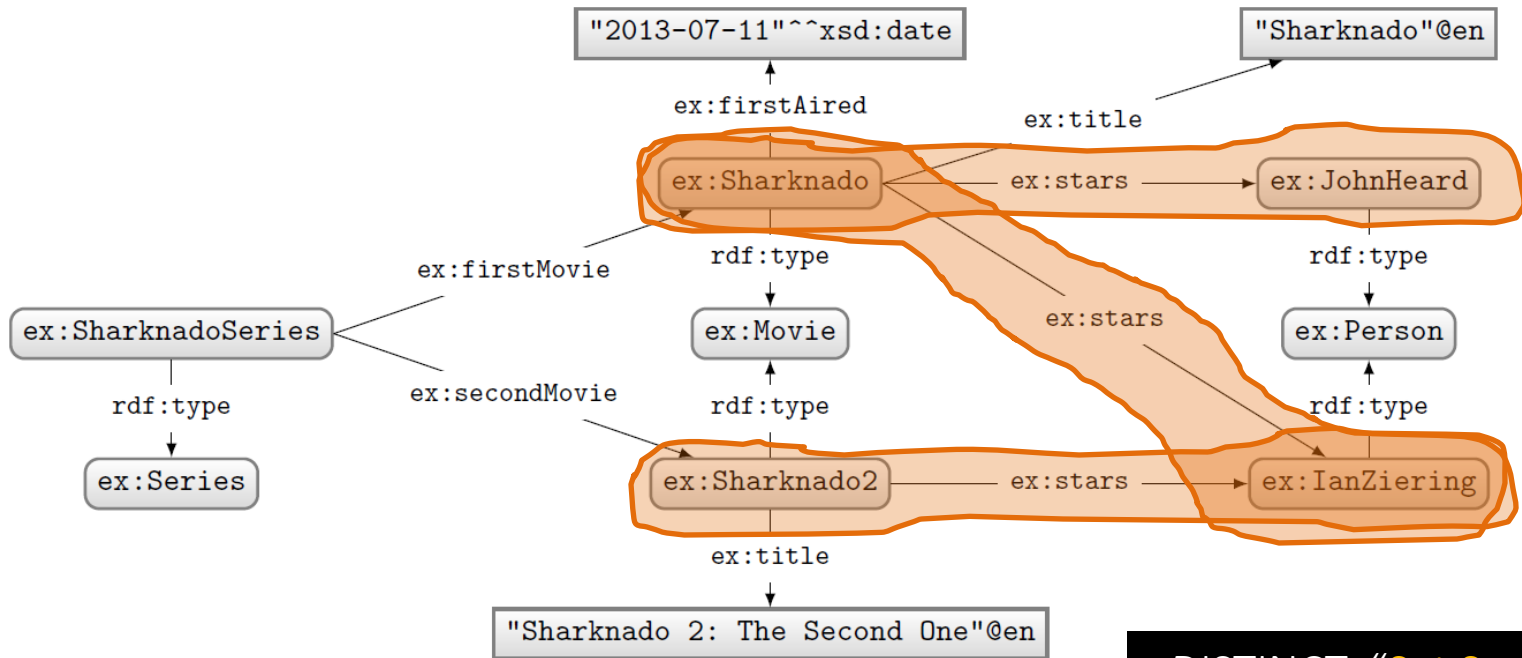 "2013-07-11"^^xsd:date
"Sharknado"@en
ex:firstAired
ex:title
ex:Sharknado
ex:stars
ex:JohnHeard
rdf:type
rdf:type
ex:firstMovie
ex:stars
ex:SharknadoSeries
ex:Movie
ex:Person
ex:secondMovie
rdf:type
rdf:type
rdf:type
ex:Series
ex:Sharknado2
ex:stars
ex:IanZiering
ex:title
"Sharknado 2: The Second One"@en